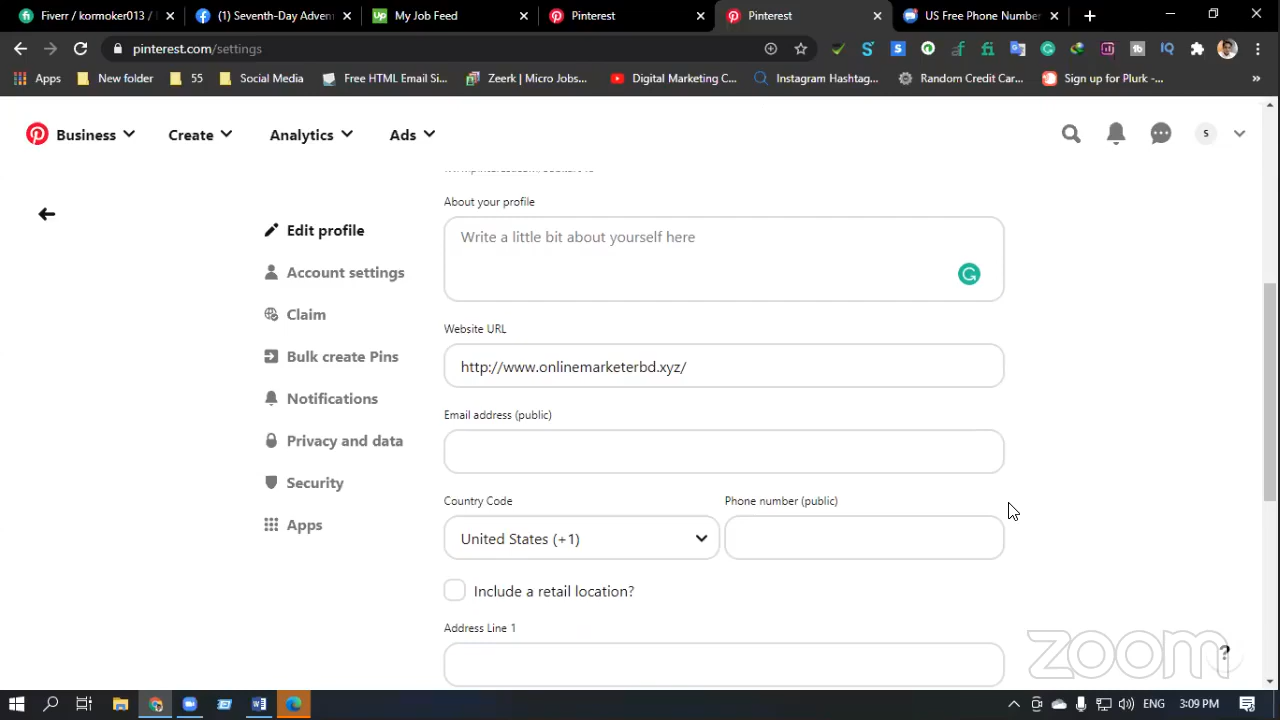 Fiverr / komoker013 /
(1) Seventh-Day Adven
My Job Feed
Pinterest
Pinterest
US Free Phone Number
pinterest.com/settings
Apps
New folder
55
Social Media
Free HTML Email Si...
Zeerk | Micro Jobs...
Digital Marketing C...
Instagram Hashtag...
Random Credit Car...
Sign up for Plurk -...
Business
Create
Analytics
Ads
S
About your profile
Write a little bit about yourself here
Edit profile
Account settings
Claim
Bulk create Pins
Notifications
Privacy and data
Security
Apps
Website URL
http://www.onlinemarketerbd.xyz/
Email address (public)
Country Code
Phone number (public)
United States (+1)
Include a retail location?
Address Line 1
zoom
?
ENG
3:09 PM